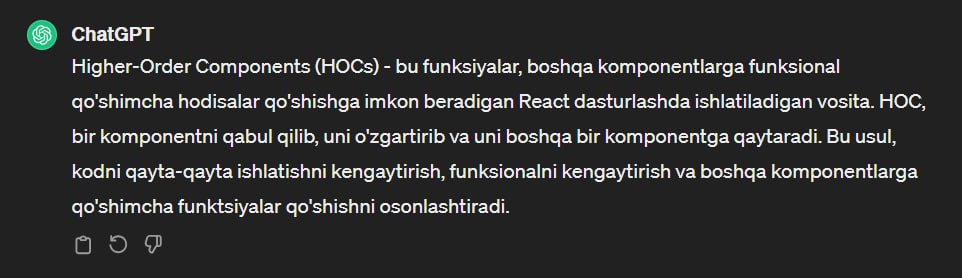 ChatGPT
Higher-Order Components (HOCs) - bu funksiyalar, boshqa komponentlarga funksional
qo'shimcha hodisalar qo'shishga imkon beradigan React dasturlashda ishlatiladigan vosita. HOC,
bir komponentni qabul qilib, uni o'zgartirib va uni boshqa bir komponentga qaytaradi. Bu usul,
kodni qayta-qayta ishlatishni kengaytirish, funksionalni kengaytirish va boshqa komponentlarga
qo'shimcha funktsiyalar qo'shishni osonlashtiradi.